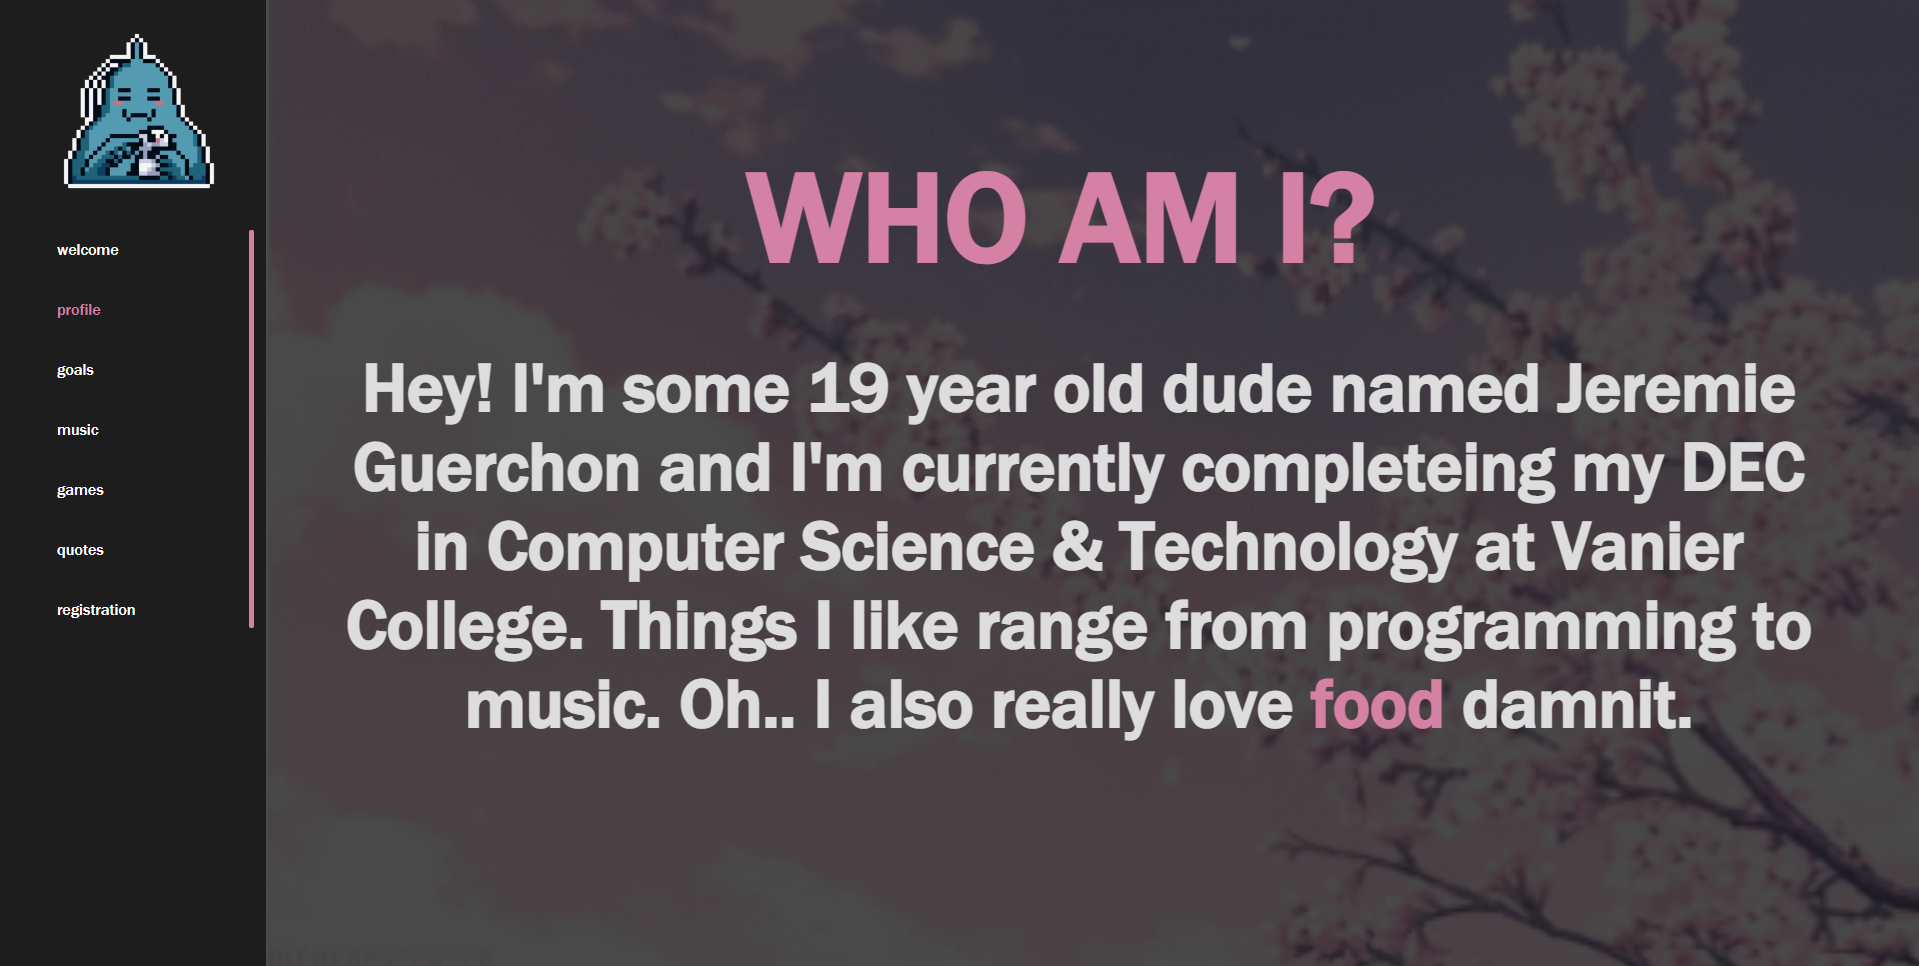 welcome
profile
goals
music
games
quotes
registration
WHO AM I?
Hey! I'm some 19 year old dude named Jeremie
Guerchon and I'm currently completeing my DEC
in Computer Science & Technology at Vanier
College. Things I like range from programming to
music. Oh.. I also really love food damnit.